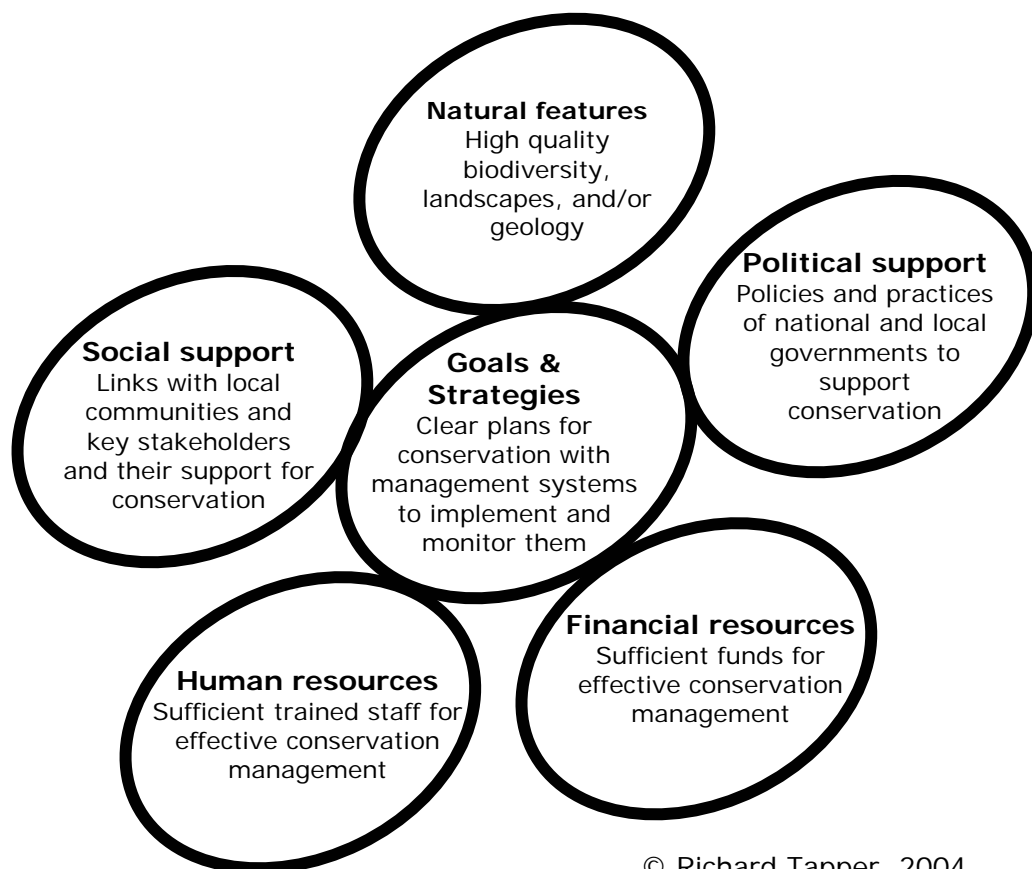 Natural features
High quality
biodiversity,
landscapes, and/or
geology
Political support
Policies and practices
of national and local
governments to
support
conservation
Social support
Links with local
communities and
key stakeholders
and their support for
conservation
Goals &
Strategies
Clear plans for
conservation with
management systems
to implement and
monitor them
Financial resources
Sufficient funds for
effective conservation
management
Human resources
Sufficient trained staff for
effective conservation
management
© Richard Tapper, 2004